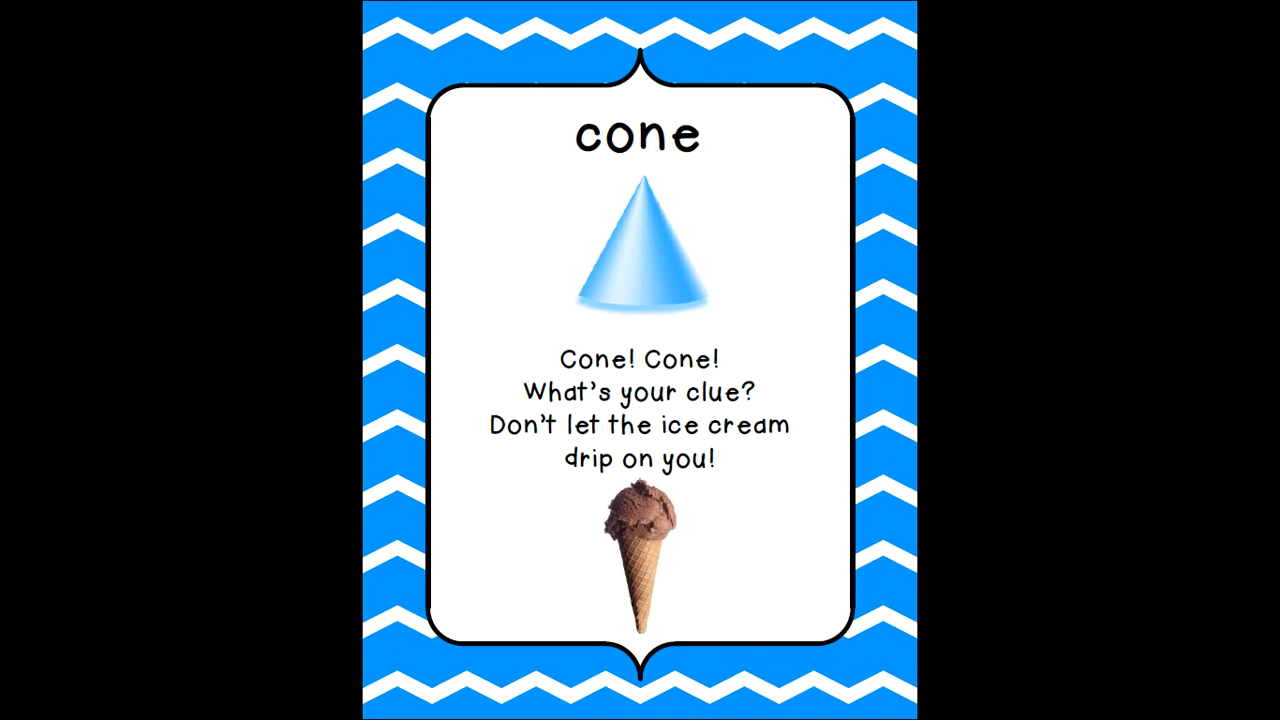 cone
Cone! Cone!
What's your clue?
Don't let the ice cream
drip on you!